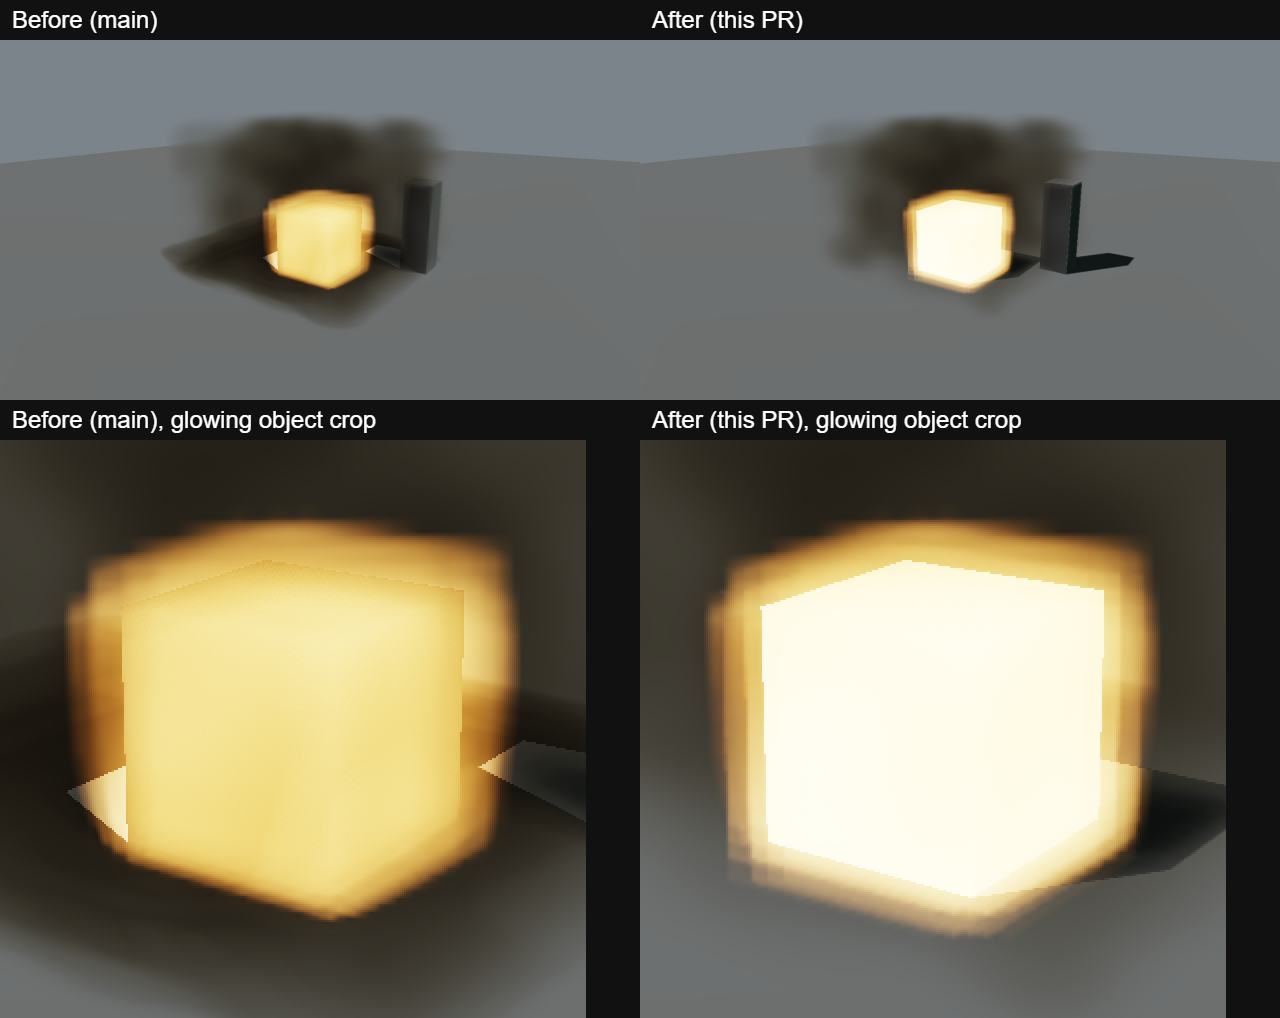 Before (main)
After (this PR)
Before (main), glowing object crop
After (this PR), glowing object crop